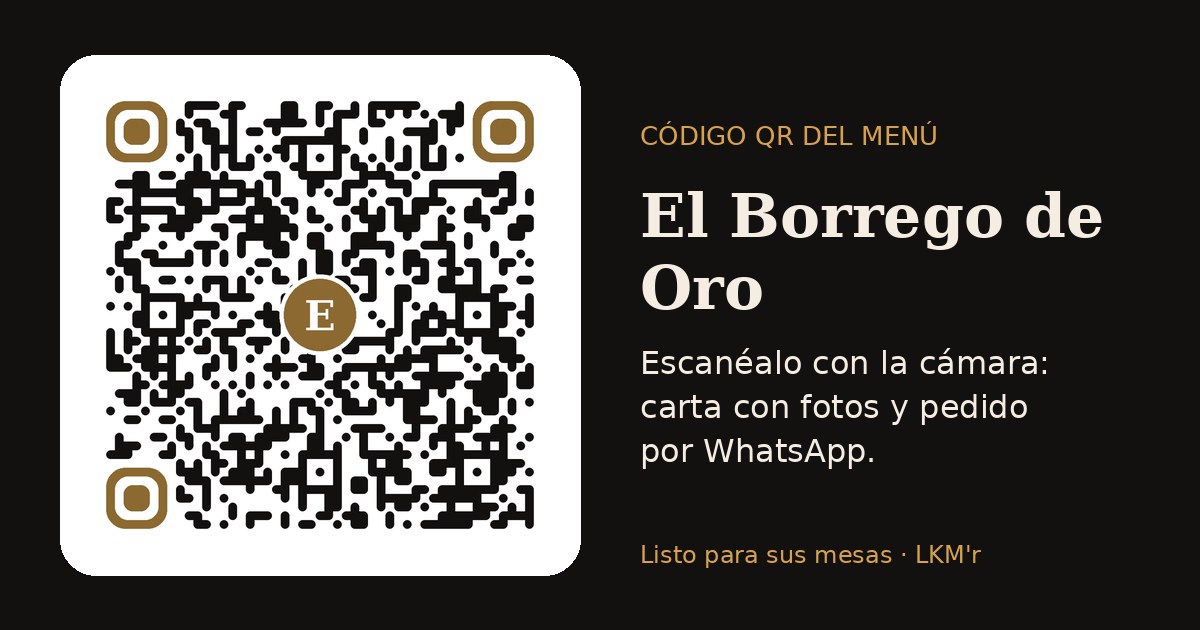 E
CÓDIGO QR DEL MENÚ
El Borrego de
Oro
Escanéalo con la cámara:
carta con fotos y pedido
por WhatsApp.
Listo para sus mesas · LKM'r